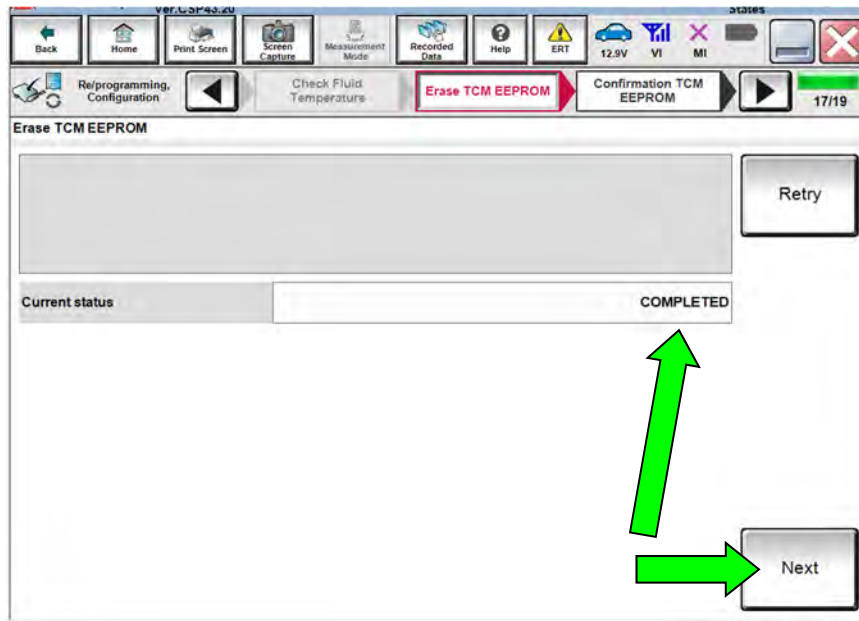 Ver.CSP43.20 States
Back Home Print Screen Screen Capture Measurement Mode Recorded Data Help ERT 12.9V VI MI
Re/programming, Configuration Check Fluid Temperature Erase TCM EEPROM Confirmation TCM EEPROM 17/19
Erase TCM EEPROM
Retry
Current status COMPLETED
Next